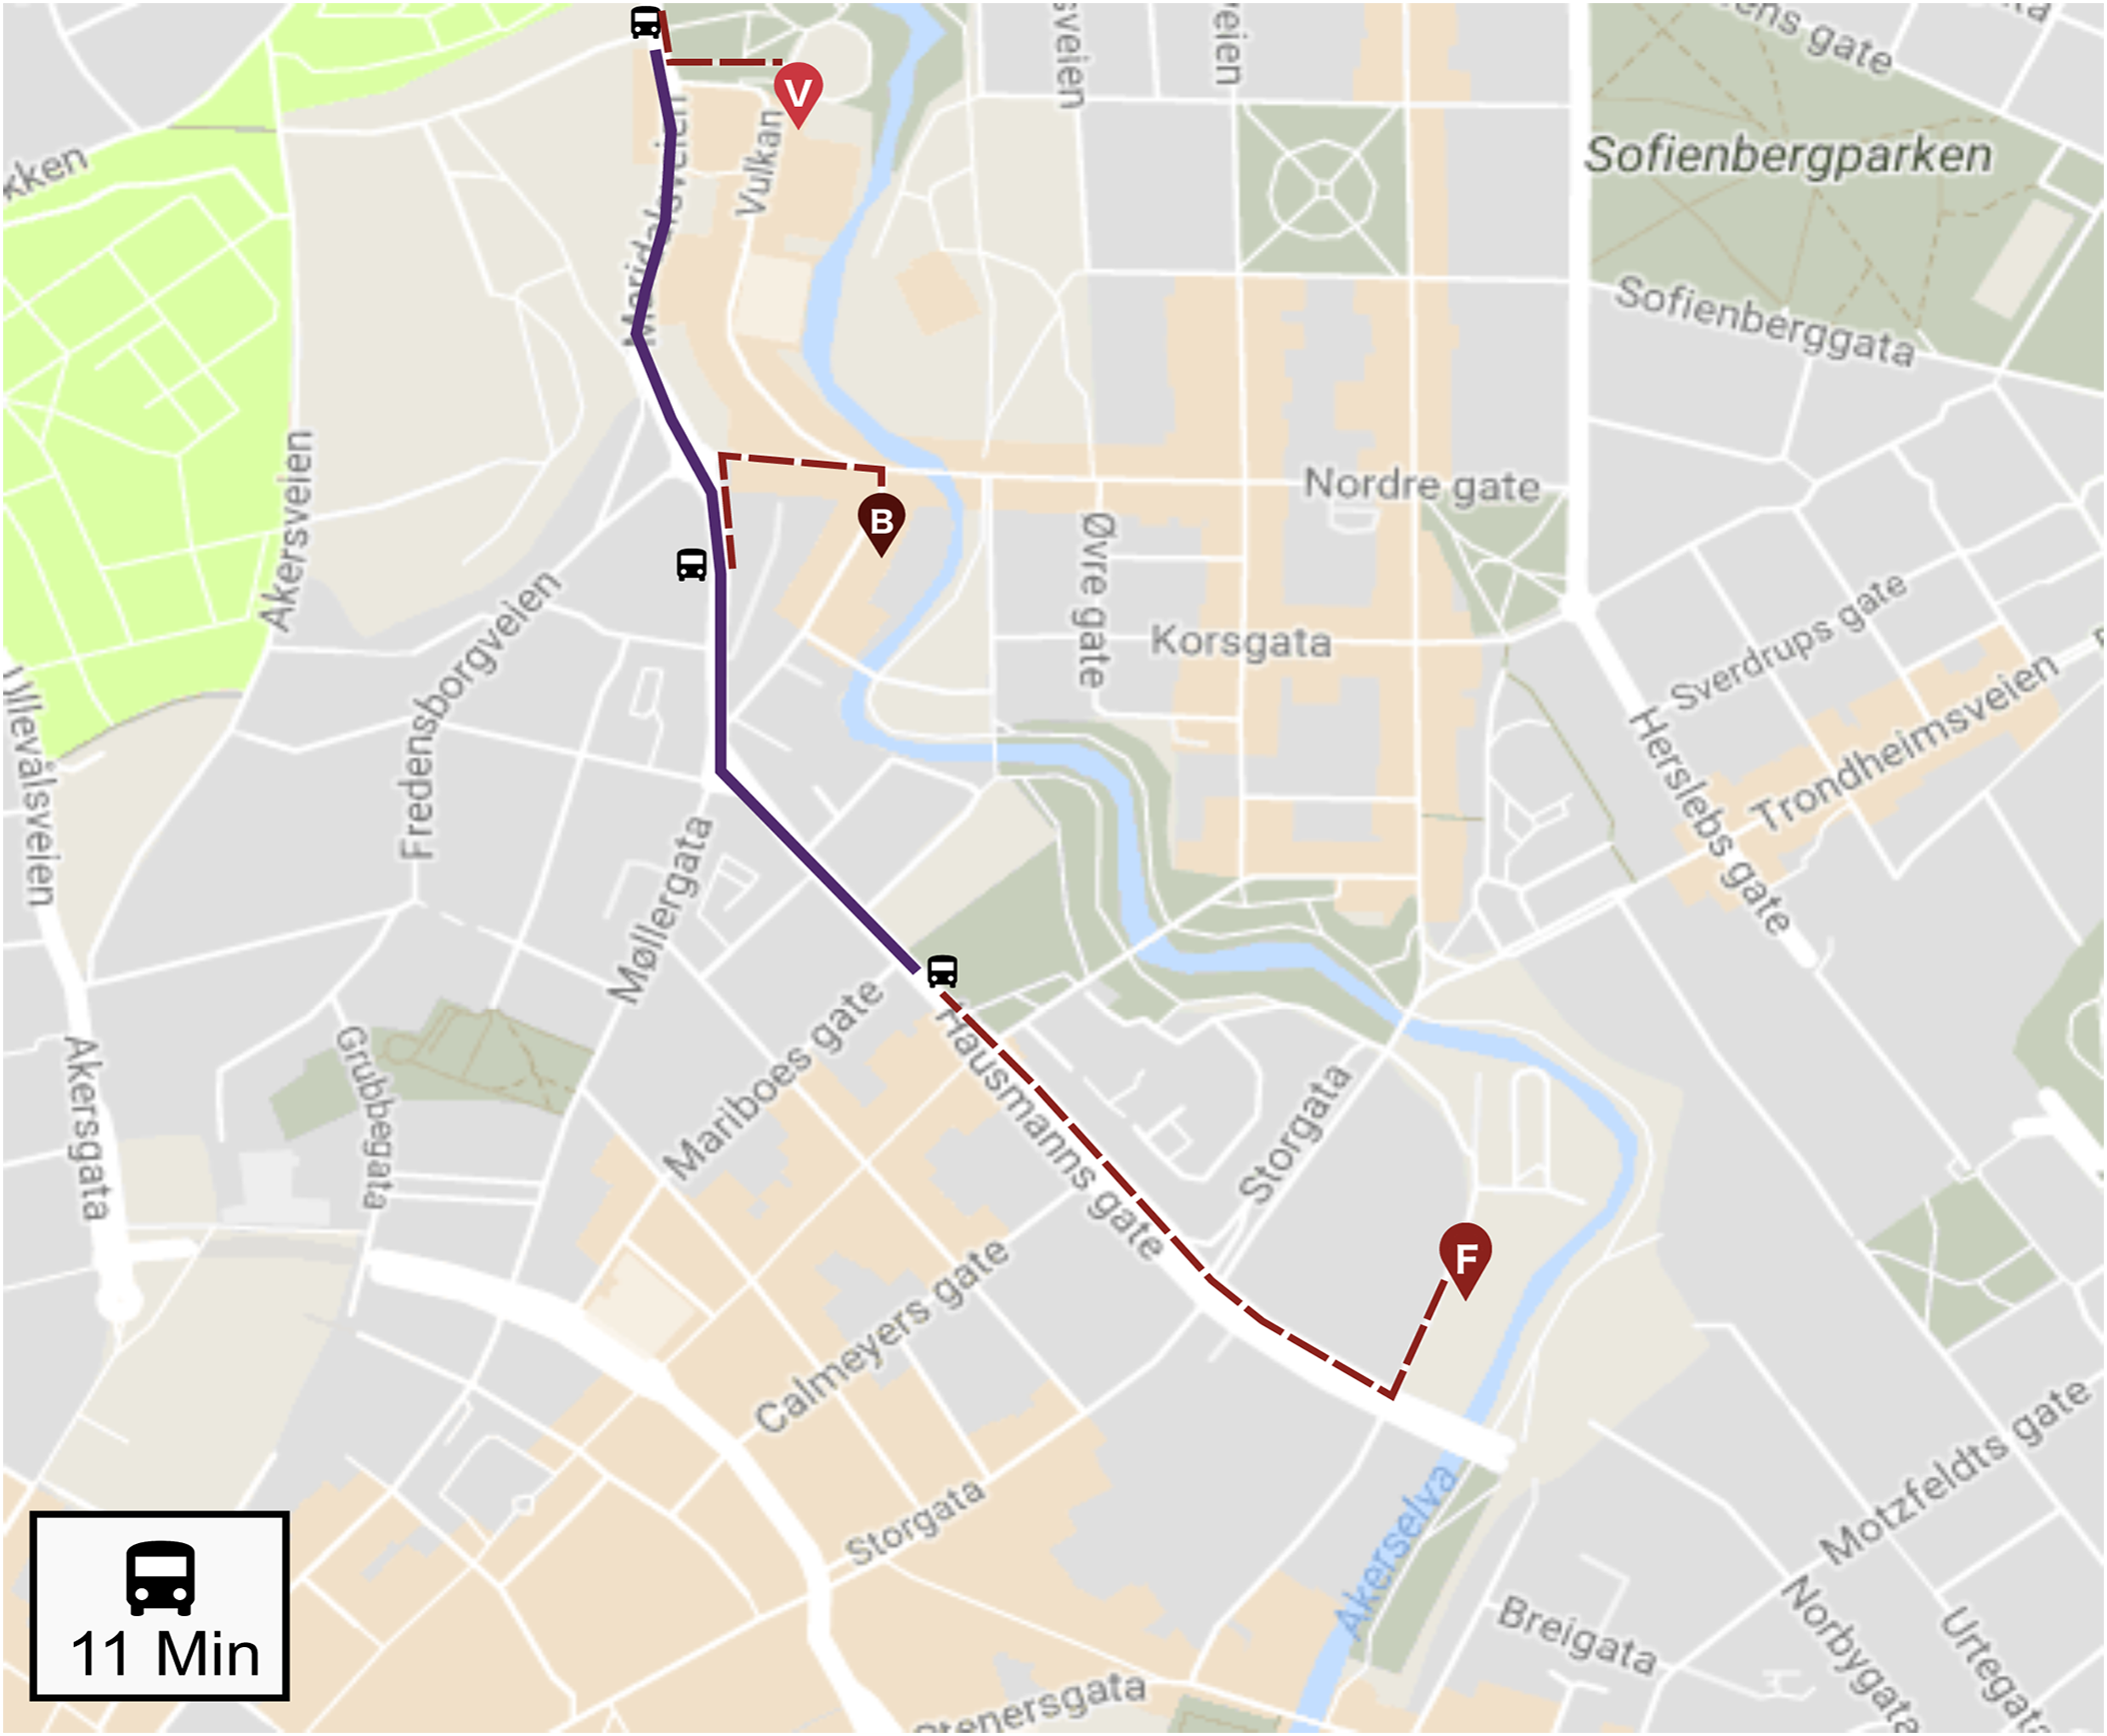 sveien
eien
ens gate
ta
V
Sofienbergparken
kken
Vulkan
Maridalsveien
Sofienberggata
Nordre gate
B
Akersveien
Øvre gate
Korsgata
Fredensborgveien
Sverdrups gate
Trondheimsveien
Herslebs gate
Ullevålsveien
Møllergata
Mariboes gate
Hausmanns gate
Akersgata
Grubbegata
Storgata
F
Calmeyers gate
Storgata
Akerselva
Motzfeldts gate
Breigata
Norbygata
Urtegata
Stenersgata
11 Min